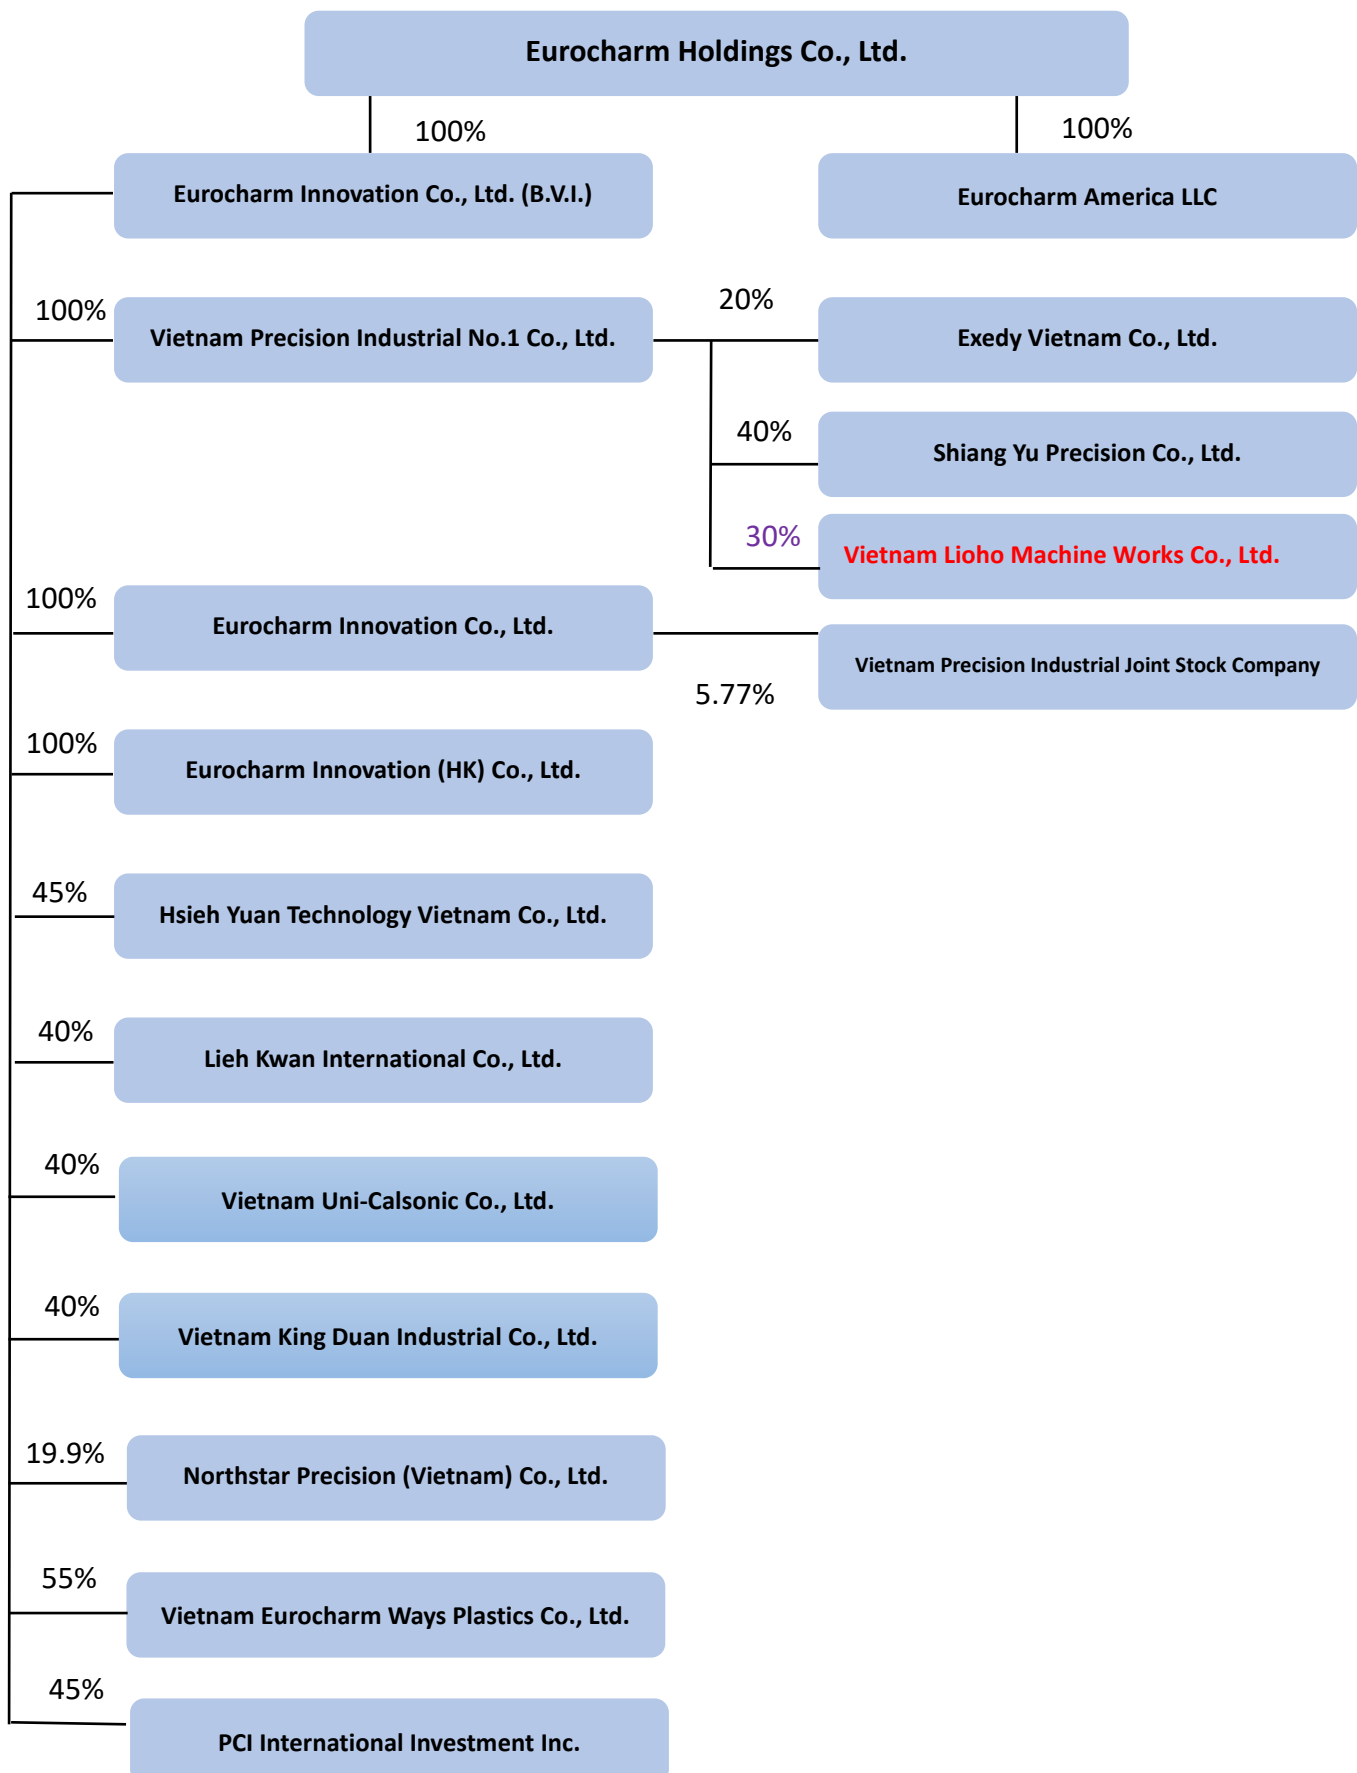 Eurocharm Holdings Co., Ltd.
100%
100%
Eurocharm Innovation Co., Ltd. (B.V.I.)
Eurocharm America LLC
100%
Vietnam Precision Industrial No.1 Co., Ltd.
20%
Exedy Vietnam Co., Ltd.
40%
Shiang Yu Precision Co., Ltd.
30%
Vietnam Lioho Machine Works Co., Ltd.
100%
Eurocharm Innovation Co., Ltd.
5.77%
Vietnam Precision Industrial Joint Stock Company
100%
Eurocharm Innovation (HK) Co., Ltd.
45%
Hsieh Yuan Technology Vietnam Co., Ltd.
40%
Lieh Kwan International Co., Ltd.
40%
Vietnam Uni-Calsonic Co., Ltd.
40%
Vietnam King Duan Industrial Co., Ltd.
19.9%
Northstar Precision (Vietnam) Co., Ltd.
55%
Vietnam Eurocharm Ways Plastics Co., Ltd.
45%
PCI International Investment Inc.